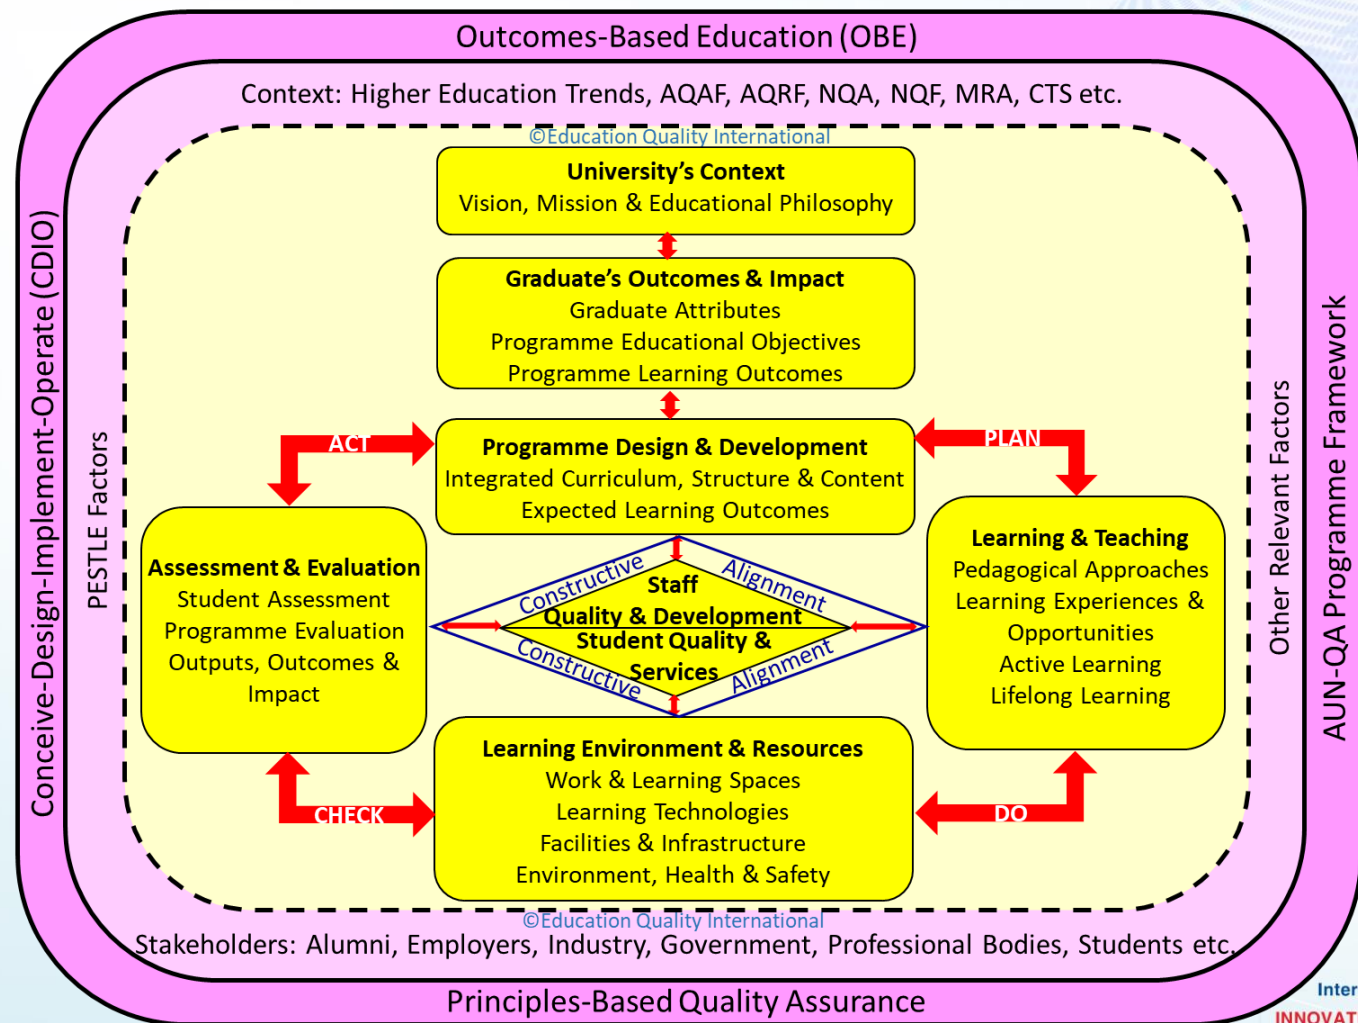 Outcomes-Based Education (OBE)
Context: Higher Education Trends, AQAF, AQRF, NQA, NQF, MRA, CTS etc.
©Education Quality International
University's Context
Vision, Mission & Educational Philosophy
Graduate's Outcomes & Impact
Graduate Attributes
Programme Educational Objectives
Programme Learning Outcomes
ACT
PLAN
Programme Design & Development
Integrated Curriculum, Structure & Content
Expected Learning Outcomes
Conceive-Design-Implement-Operate (CDIO)
PESTLE Factors
Assessment & Evaluation
Student Assessment
Programme Evaluation
Outputs, Outcomes &
Impact
Constructive
Alignment
Staff
Quality & Development
Student Quality &
Services
Constructive
Alignment
Learning & Teaching
Pedagogical Approaches
Learning Experiences &
Opportunities
Active Learning
Lifelong Learning
Other Relevant Factors
AUN-QA Programme Framework
Learning Environment & Resources
Work & Learning Spaces
Learning Technologies
Facilities & Infrastructure
Environment, Health & Safety
CHECK
DO
©Education Quality International
Stakeholders: Alumni, Employers, Industry, Government, Professional Bodies, Students etc.
Principles-Based Quality Assurance
Inter
INNOVAT